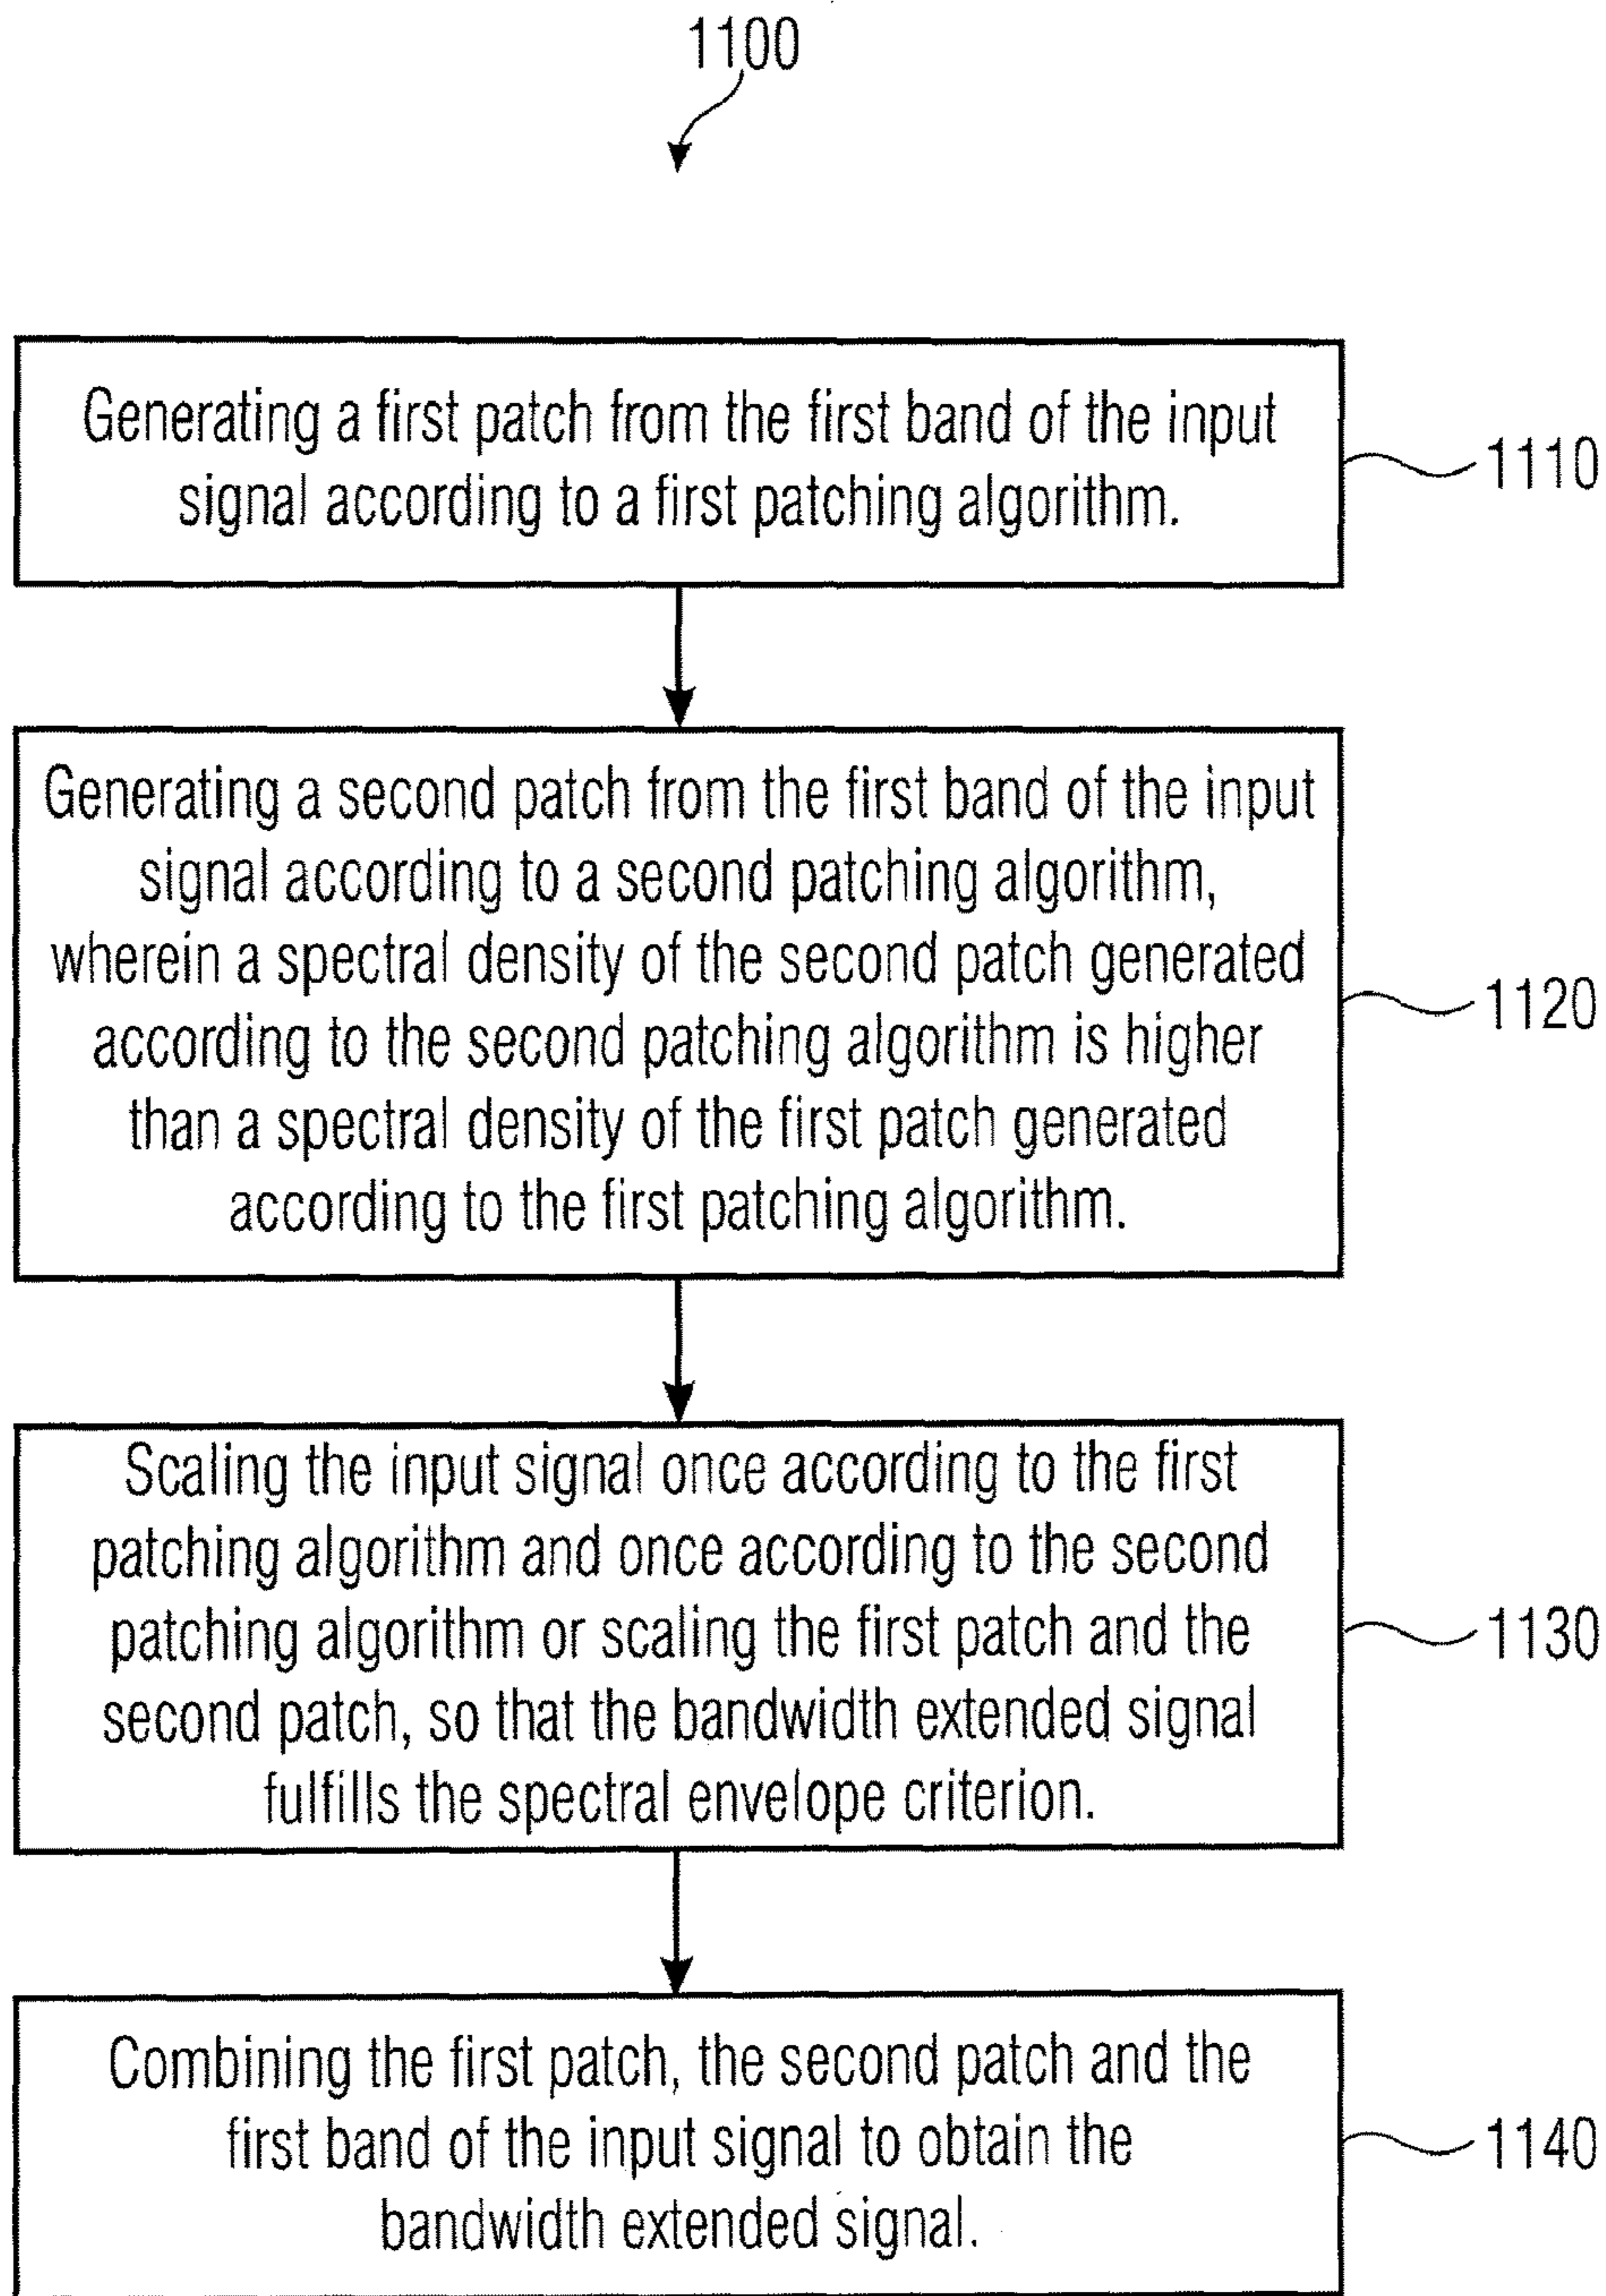 1100
Generating a first patch from the first band of the input
signal according to a first patching algorithm.
1110
Generating a second patch from the first band of the input
signal according to a second patching algorithm,
wherein a spectral density of the second patch generated
according to the second patching algorithm is higher
than a spectral density of the first patch generated
according to the first patching algorithm.
1120
Scaling the input signal once according to the first
patching algorithm and once according to the second
patching algorithm or scaling the first patch and the
second patch, so that the bandwidth extended signal
fulfills the spectral envelope criterion.
1130
Combining the first patch, the second patch and the
first band of the input signal to obtain the
bandwidth extended signal.
1140